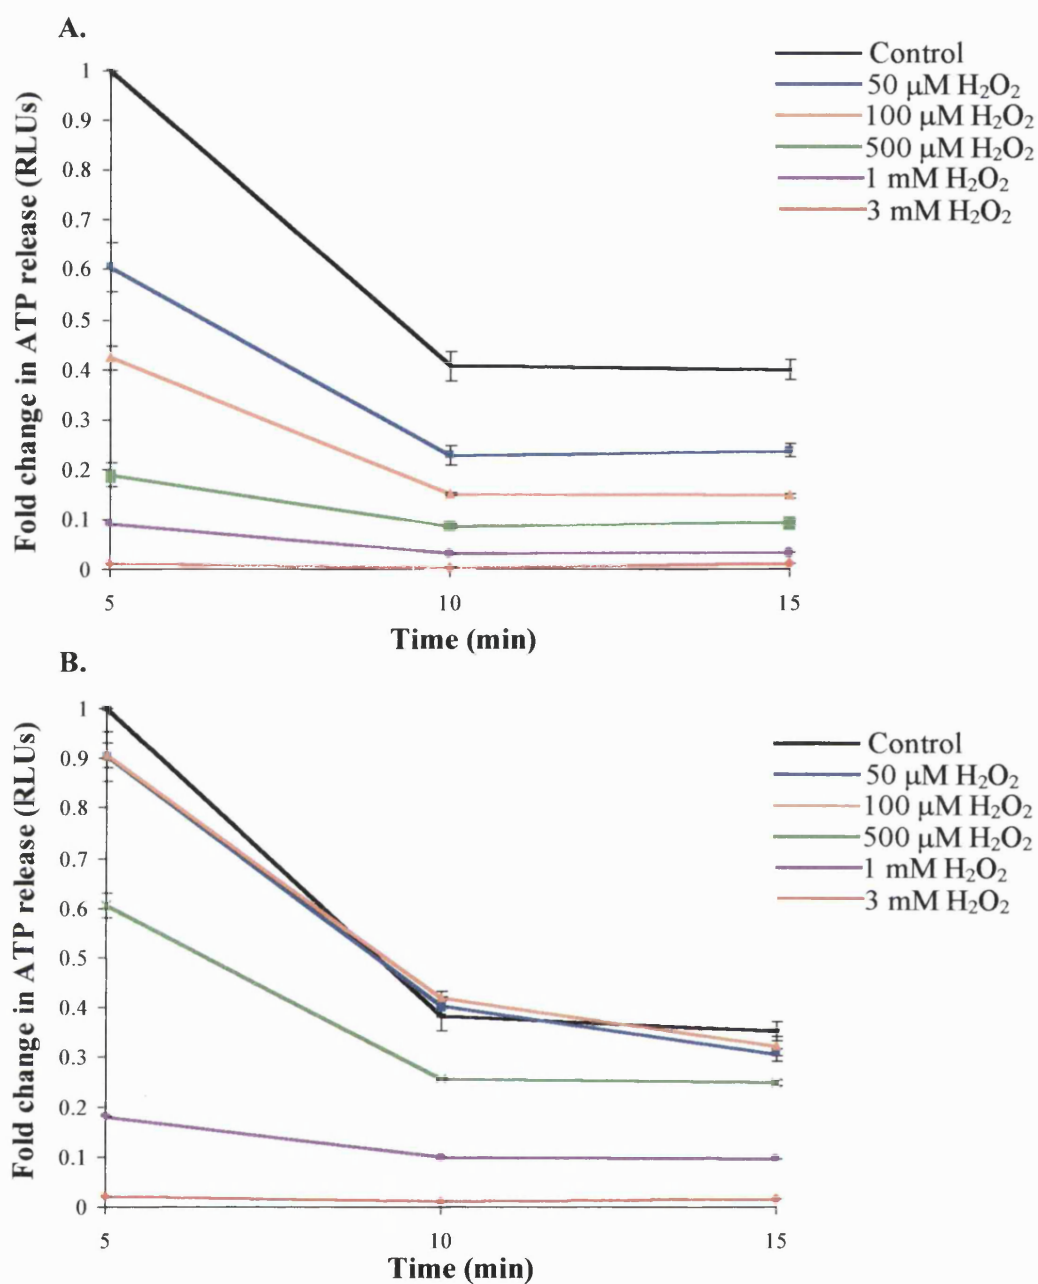 A.
Fold change in ATP release (RLUs)
1
0.9
0.8
0.7
0.6
0.5
0.4
0.3
0.2
0.1
0
5
10
15
Time (min)
Control
50 µM H₂O₂
100 µM H₂O₂
500 µM H₂O₂
1 mM H₂O₂
3 mM H₂O₂
B.
Fold change in ATP release (RLUs)
1
0.9
0.8
0.7
0.6
0.5
0.4
0.3
0.2
0.1
0
5
10
15
Time (min)
Control
50 µM H₂O₂
100 µM H₂O₂
500 µM H₂O₂
1 mM H₂O₂
3 mM H₂O₂